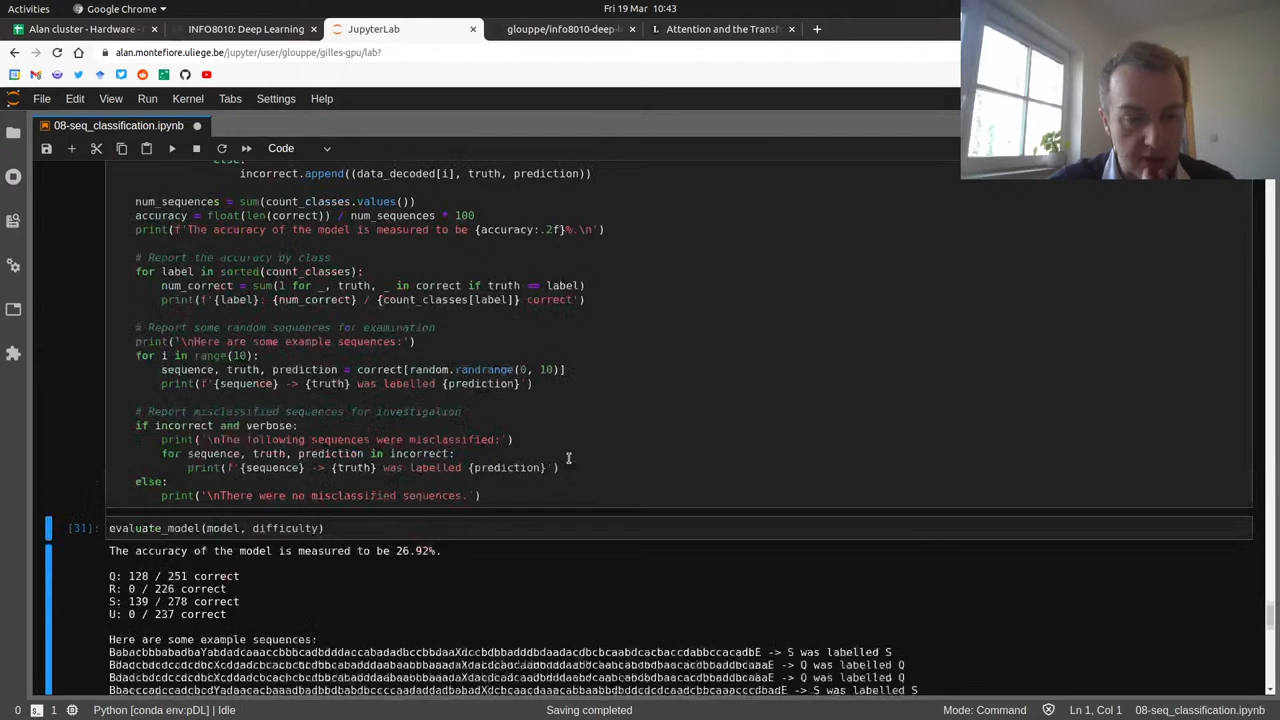 Activities
Google Chrome
Fri 19 Mar 10:43
Alan cluster - Hardware -
INFO8010: Deep Learning
JupyterLab
glouppe/info8010-deep-l
Attention and the Transf
alan.montefiore.uliege.be/jupyter/user/glouppe/gilles-gpu/lab?
File Edit View Run Kernel Tabs Settings Help
08-seq_classification.ipynb
Code
else:
incorrect.append((data_decoded[i], truth, prediction))
num_sequences = sum(count_classes.values())
accuracy = float(len(correct)) / num_sequences * 100
print(f'The accuracy of the model is measured to be {accuracy:.2f}%.\n')
# Report the accuracy by class
for label in sorted(count_classes):
num_correct = sum(1 for _, truth, _ in correct if truth == label)
print(f'{label}: {num_correct} / {count_classes[label]} correct')
# Report some random sequences for examination
print('\nHere are some example sequences:')
for i in range(10):
sequence, truth, prediction = correct[random.randrange(0, 10)]
print(f'{sequence} -> {truth} was labelled {prediction}')
# Report misclassified sequences for investigation
if incorrect and verbose:
print('\nThe following sequences were misclassified:')
for sequence, truth, prediction in incorrect:
print(f'{sequence} -> {truth} was labelled {prediction}')
else:
print('\nThere were no misclassified sequences.')
[31]: evaluate_model(model, difficulty)
The accuracy of the model is measured to be 26.92%.
Q: 128 / 251 correct
R: 0 / 226 correct
S: 139 / 278 correct
U: 0 / 237 correct
Here are some example sequences:
-> S was labelled S
-> Q was labelled Q
-> Q was labelled Q
-> S was labelled S
0 1 Python [conda env:pDL] | Idle
Saving completed
Mode: Command
Ln 1, Col 1
08-seq_classification.ipynb